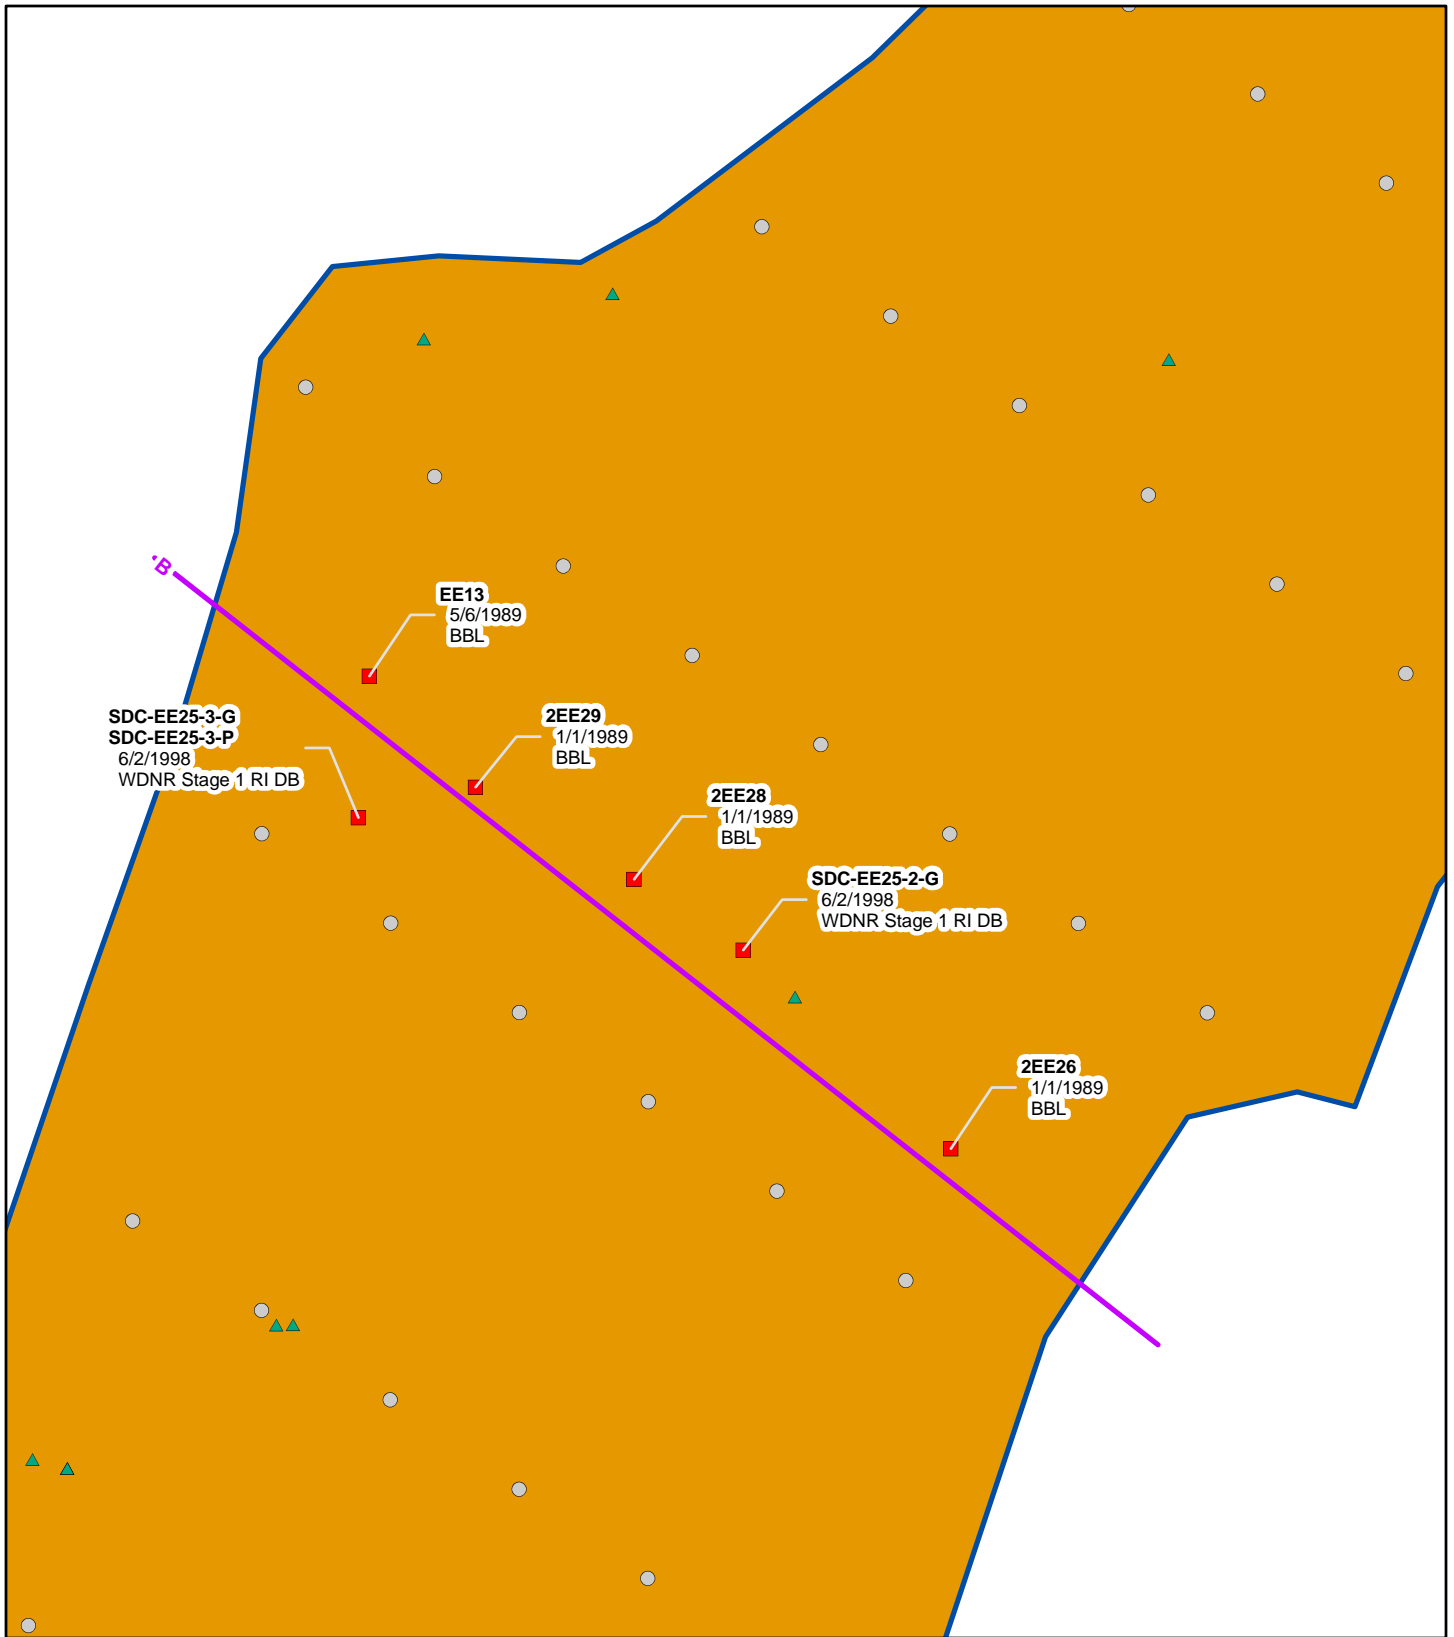 B
EE13
5/6/1989
BBL
SDC-EE25-3-G
SDC-EE25-3-P
6/2/1998
WDNR Stage 1 RI DB
2EE29
1/1/1989
BBL
2EE28
1/1/1989
BBL
SDC-EE25-2-G
6/2/1998
WDNR Stage 1 RI DB
2EE26
1/1/1989
BBL